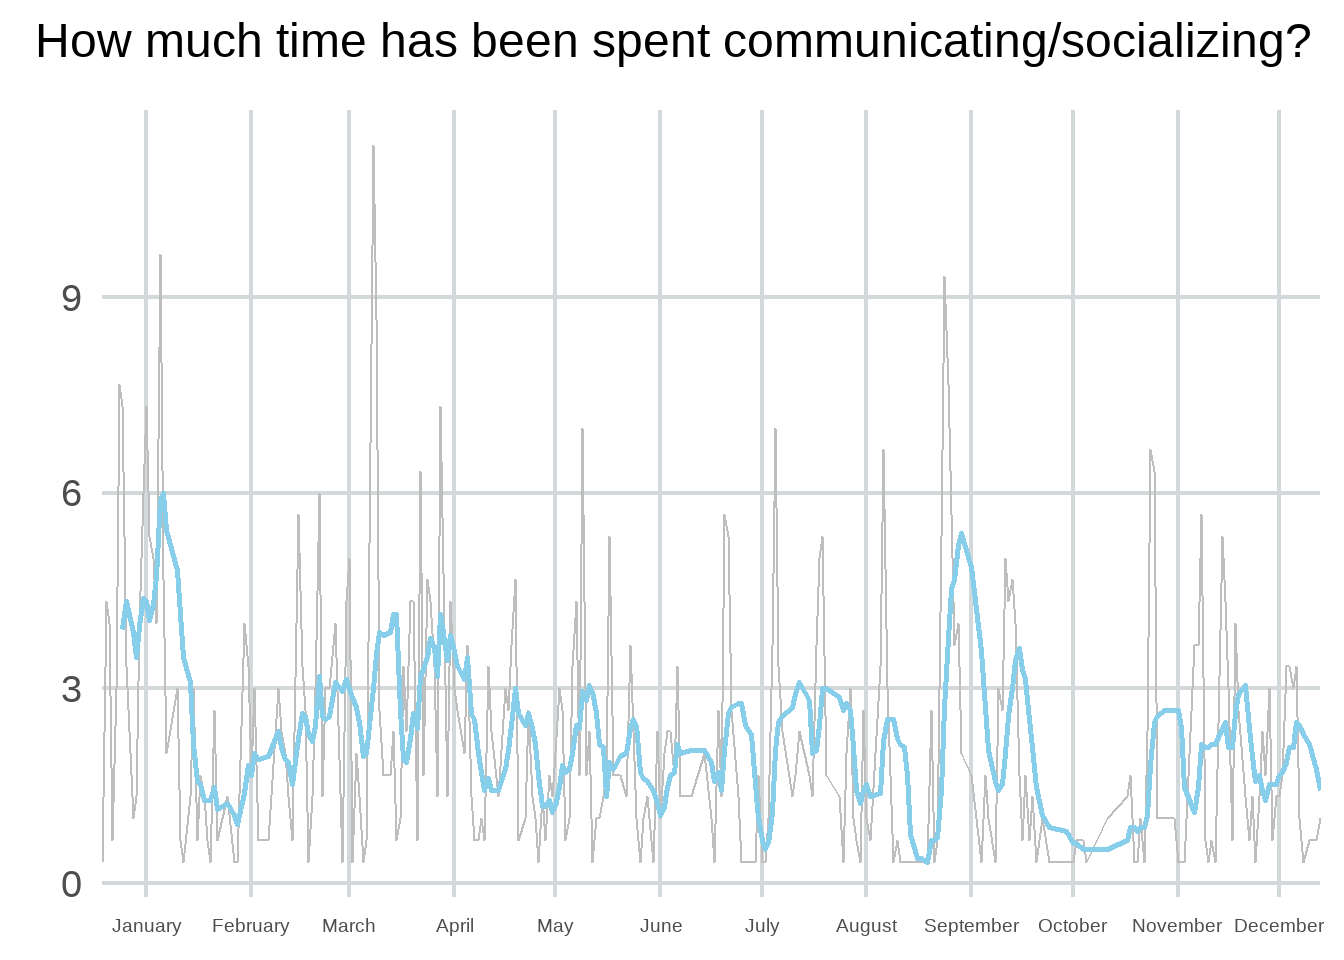 How much time has been spent communicating/socializing?
9
6
3
0
January February March April May June July August September October November December